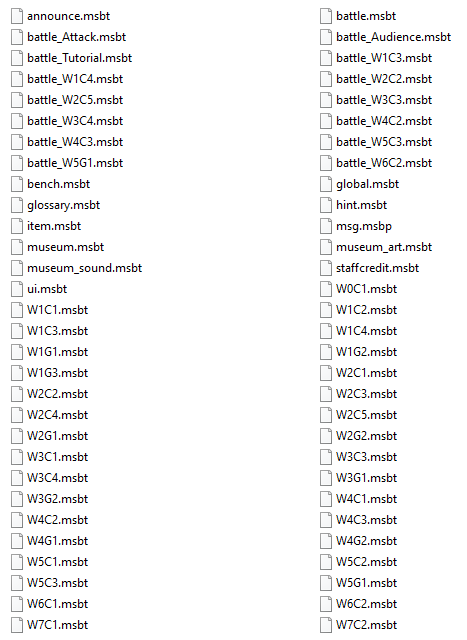 announce.msbt battle.msbt
battle_Attack.msbt battle_Audience.msbt
battle_Tutorial.msbt battle_W1C3.msbt
battle_W1C4.msbt battle_W2C2.msbt
battle_W2C5.msbt battle_W3C3.msbt
battle_W3C4.msbt battle_W4C2.msbt
battle_W4C3.msbt battle_W5C3.msbt
battle_W5G1.msbt battle_W6C2.msbt
bench.msbt global.msbt
glossary.msbt hint.msbt
item.msbt msg.msbp
museum.msbt museum_art.msbt
museum_sound.msbt staffcredit.msbt
ui.msbt W0C1.msbt
W1C1.msbt W1C2.msbt
W1C3.msbt W1C4.msbt
W1G1.msbt W1G2.msbt
W1G3.msbt W2C1.msbt
W2C2.msbt W2C3.msbt
W2C4.msbt W2C5.msbt
W2G1.msbt W2G2.msbt
W3C1.msbt W3C3.msbt
W3C4.msbt W3G1.msbt
W3G2.msbt W4C1.msbt
W4C2.msbt W4C3.msbt
W4G1.msbt W4G2.msbt
W5C1.msbt W5C2.msbt
W5C3.msbt W5G1.msbt
W6C1.msbt W6C2.msbt
W7C1.msbt W7C2.msbt